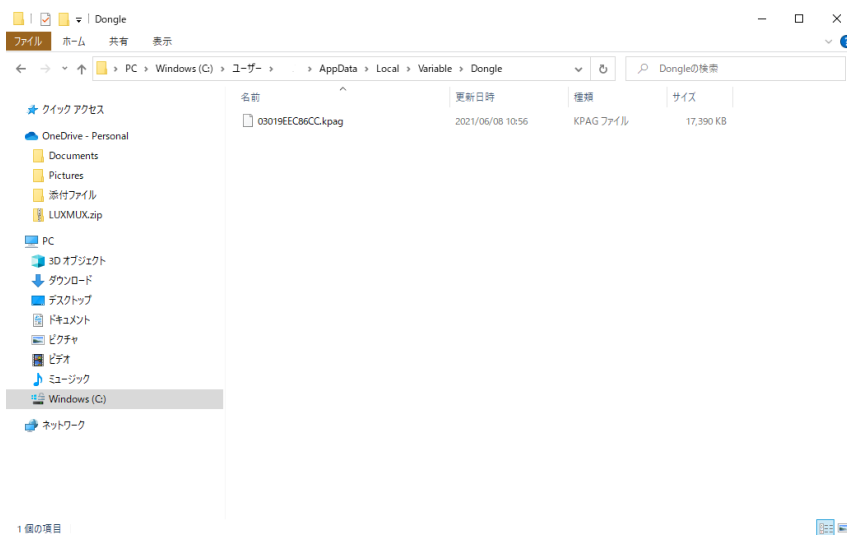 Dongle
ファイル ホーム 共有 表示
PC › Windows (C:) › ユーザー › › AppData › Local › Variable › Dongle
Dongleの検索
名前 更新日時 種類 サイズ
03019EEC86CC.kpag 2021/06/08 10:56 KPAG ファイル 17,390 KB
クイック アクセス
OneDrive - Personal
Documents
Pictures
添付ファイル
LUXMUX.zip
PC
3D オブジェクト
ダウンロード
デスクトップ
ドキュメント
ピクチャ
ビデオ
ミュージック
Windows (C:)
ネットワーク
1 個の項目